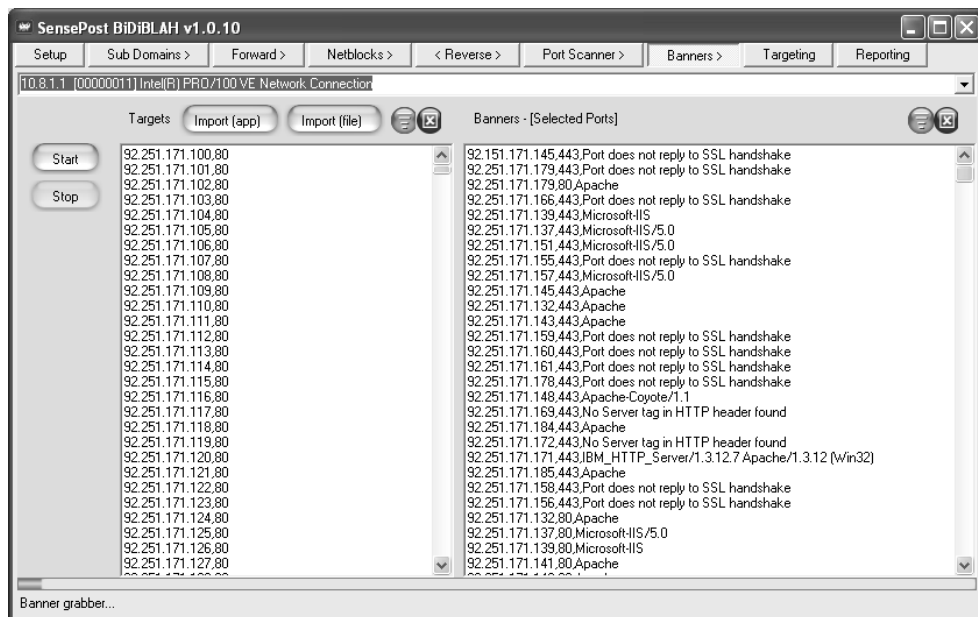 SensePost BiDiBLAH v1.0.10
Setup Sub Domains > Forward > Netblocks > < Reverse > Port Scanner > Banners > Targeting Reporting
10.8.1.1 [00000011] Intel(R) PRO/100 VE Network Connection
Targets Import (app) Import (file) Banners - [Selected Ports]
Start
Stop
92.251.171.100,80
92.251.171.101,80
92.251.171.102,80
92.251.171.103,80
92.251.171.104,80
92.251.171.105,80
92.251.171.106,80
92.251.171.107,80
92.251.171.108,80
92.251.171.109,80
92.251.171.110,80
92.251.171.111,80
92.251.171.112,80
92.251.171.113,80
92.251.171.114,80
92.251.171.115,80
92.251.171.116,80
92.251.171.117,80
92.251.171.118,80
92.251.171.119,80
92.251.171.120,80
92.251.171.121,80
92.251.171.122,80
92.251.171.123,80
92.251.171.124,80
92.251.171.125,80
92.251.171.126,80
92.251.171.127,80
92.151.171.145,443,Port does not reply to SSL handshake
92.251.171.179,443,Port does not reply to SSL handshake
92.251.171.179,80,Apache
92.251.171.166,443,Port does not reply to SSL handshake
92.251.171.139,443,Microsoft-IIS
92.251.171.137,443,Microsoft-IIS/5.0
92.251.171.151,443,Microsoft-IIS/5.0
92.251.171.155,443,Port does not reply to SSL handshake
92.251.171.157,443,Microsoft-IIS/5.0
92.251.171.145,443,Apache
92.251.171.132,443,Apache
92.251.171.143,443,Apache
92.251.171.159,443,Port does not reply to SSL handshake
92.251.171.160,443,Port does not reply to SSL handshake
92.251.171.161,443,Port does not reply to SSL handshake
92.251.171.178,443,Port does not reply to SSL handshake
92.251.171.148,443,Apache-Coyote/1.1
92.251.171.169,443,No Server tag in HTTP header found
92.251.171.184,443,Apache
92.251.171.172,443,No Server tag in HTTP header found
92.251.171.171,443,IBM_HTTP_Server/1.3.12.7 Apache/1.3.12 (Win32)
92.251.171.185,443,Apache
92.251.171.158,443,Port does not reply to SSL handshake
92.251.171.156,443,Port does not reply to SSL handshake
92.251.171.132,80,Apache
92.251.171.137,80,Microsoft-IIS/5.0
92.251.171.139,80,Microsoft-IIS
92.251.171.141,80,Apache
Banner grabber...